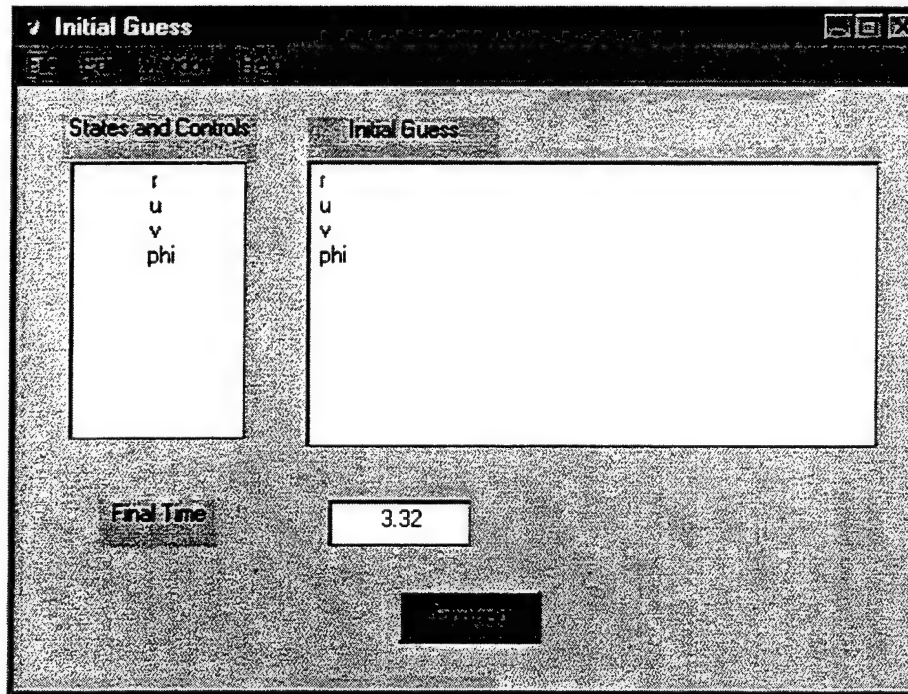 Initial Guess
States and Controls
Initial Guess
r
u
v
phi
r
u
v
phi
Final Time
3.32